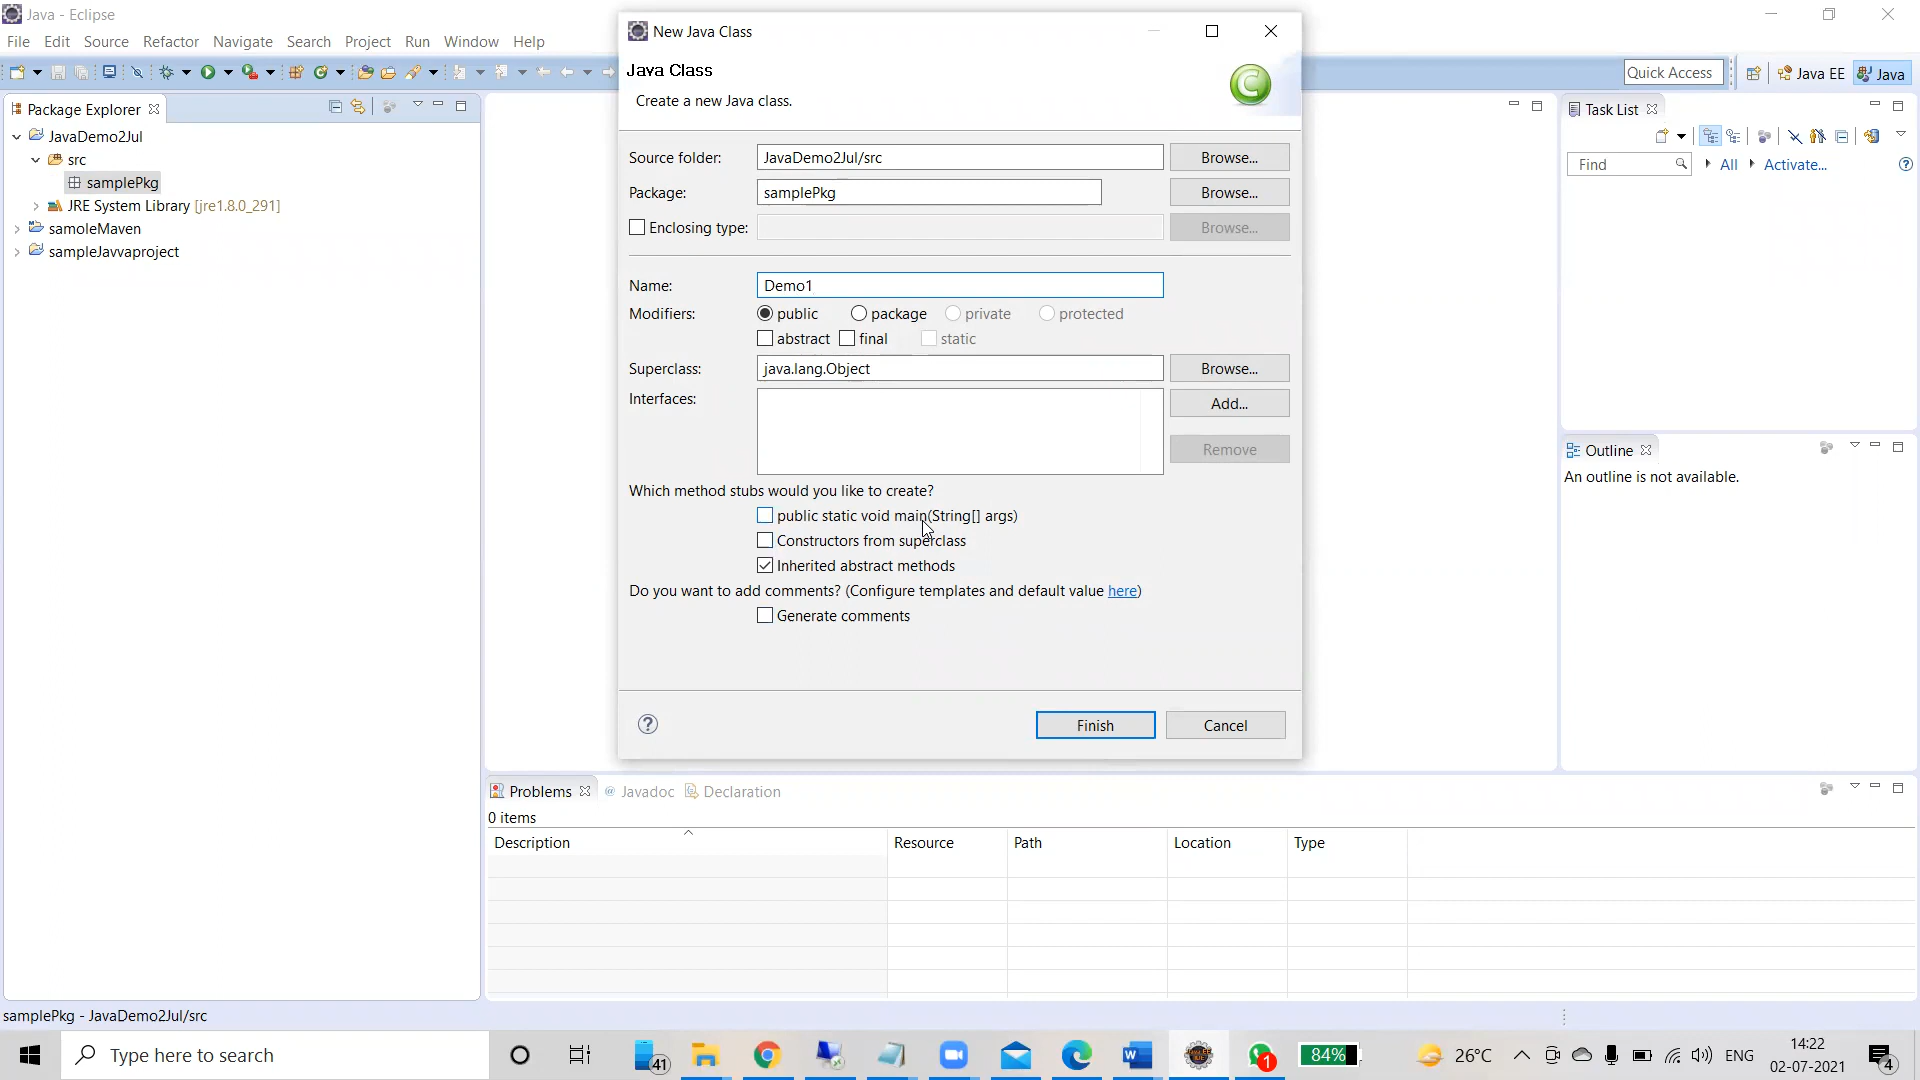 Java - Eclipse
File Edit Source Refactor Navigate Search Project Run Window Help
Quick Access
Java EE
Java
Package Explorer
JavaDemo2Jul
src
samplePkg
JRE System Library [jre1.8.0_291]
samoleMaven
sampleJavvaproject
New Java Class
Java Class
Create a new Java class.
Source folder: JavaDemo2Jul/src Browse...
Package: samplePkg Browse...
Enclosing type: Browse...
Name: Demo1
Modifiers: public package private protected
abstract final static
Superclass: java.lang.Object Browse...
Interfaces: Add...
Remove
Which method stubs would you like to create?
public static void main(String[] args)
Constructors from superclass
Inherited abstract methods
Do you want to add comments? (Configure templates and default value here)
Generate comments
Finish Cancel
Task List
Find All Activate...
Outline
An outline is not available.
Problems @ Javadoc Declaration
0 items
Description Resource Path Location Type
samplePkg - JavaDemo2Jul/src
Type here to search
41
1
84%
26°C
ENG
14:22
02-07-2021
4